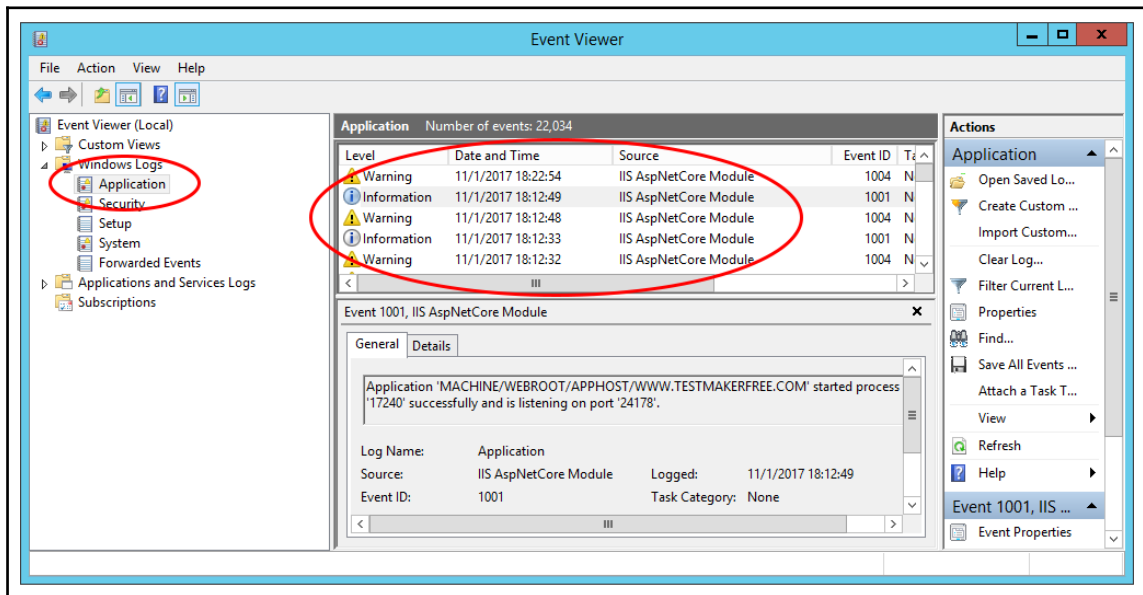 Event Viewer
File Action View Help
Event Viewer (Local)
Custom Views
Windows Logs
Application
Security
Setup
System
Forwarded Events
Applications and Services Logs
Subscriptions
Application Number of events: 22,034
Level Date and Time Source Event ID Ta
Warning 11/1/2017 18:22:54 IIS AspNetCore Module 1004 N
Information 11/1/2017 18:12:49 IIS AspNetCore Module 1001 N
Warning 11/1/2017 18:12:48 IIS AspNetCore Module 1004 N
Information 11/1/2017 18:12:33 IIS AspNetCore Module 1001 N
Warning 11/1/2017 18:12:32 IIS AspNetCore Module 1004 N
Event 1001, IIS AspNetCore Module
General Details
Application 'MACHINE/WEBROOT/APPHOST/WWW.TESTMAKERFREE.COM' started process
'17240' successfully and is listening on port '24178'.
Log Name: Application
Source: IIS AspNetCore Module Logged: 11/1/2017 18:12:49
Event ID: 1001 Task Category: None
Actions
Application
Open Saved Lo...
Create Custom ...
Import Custom...
Clear Log...
Filter Current L...
Properties
Find...
Save All Events ...
Attach a Task T...
View
Refresh
Help
Event 1001, IIS ...
Event Properties